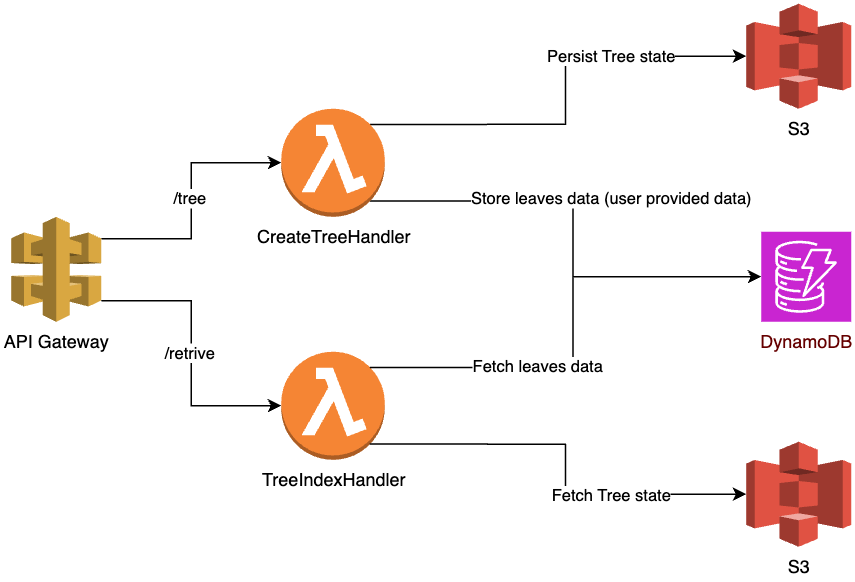 Persist Tree state
S3
/tree
Store leaves data (user provided data)
CreateTreeHandler
API Gateway
DynamoDB
/retrive
Fetch leaves data
TreeIndexHandler
Fetch Tree state
S3